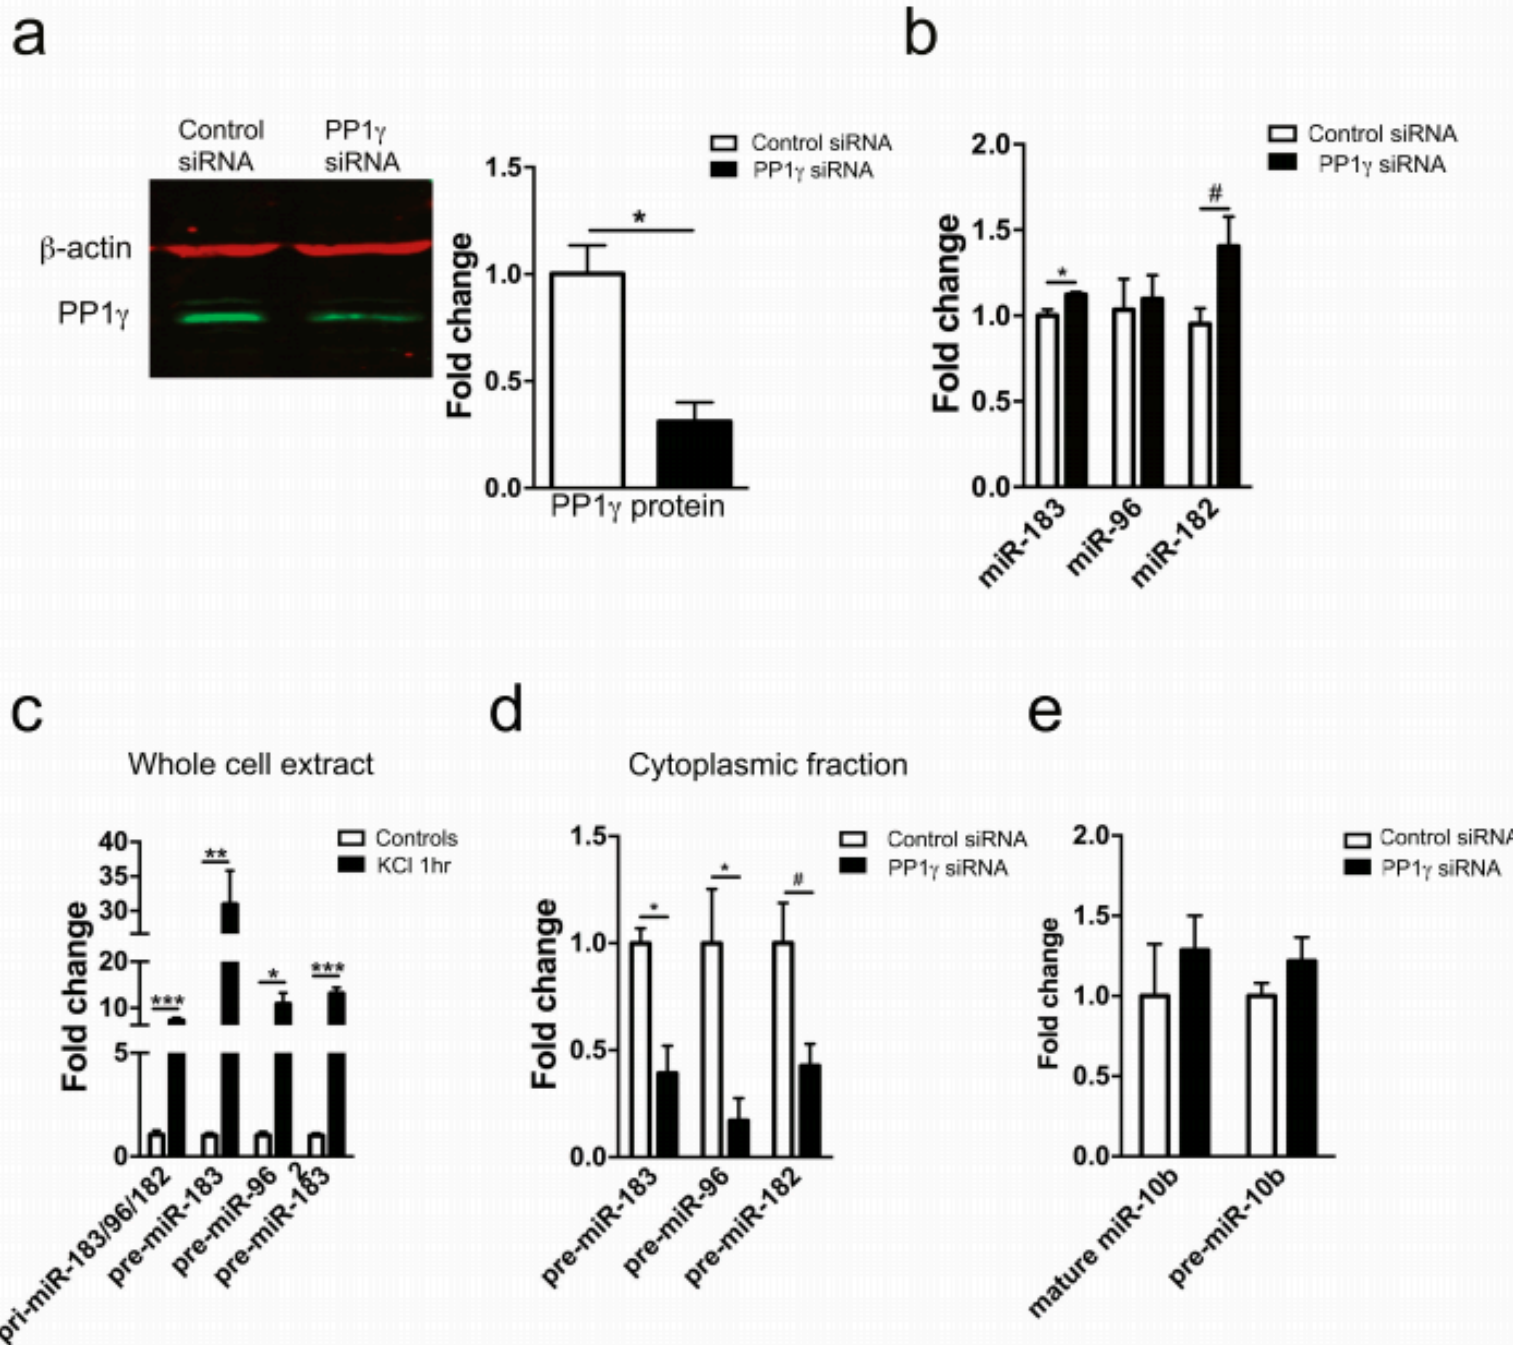 a
Control siRNA
PP1γ siRNA
β-actin
PP1γ
Fold change
1.5
1.0
0.5
0.0
*
PP1γ protein
Control siRNA
PP1γ siRNA
b
Fold change
2.0
1.5
1.0
0.5
0.0
*
#
miR-183
miR-96
miR-182
Control siRNA
PP1γ siRNA
c
Whole cell extract
Fold change
40
35
30
20
10
5
0
***
**
*
***
pri-miR-183/96/182
pre-miR-183
pre-miR-96
2
pre-miR-183
Controls
KCl 1hr
d
Cytoplasmic fraction
Fold change
1.5
1.0
0.5
0.0
*
*
#
pre-miR-183
pre-miR-96
pre-miR-182
Control siRNA
PP1γ siRNA
e
Fold change
2.0
1.5
1.0
0.5
0.0
mature miR-10b
pre-miR-10b
Control siRNA
PP1γ siRNA